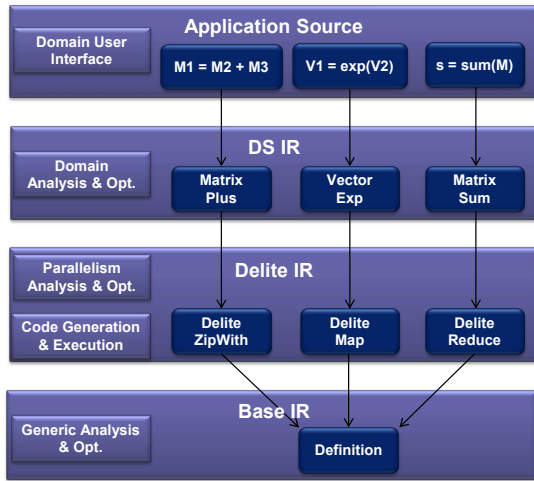 Application Source
Domain User
Interface
M1 = M2 + M3
V1 = exp(V2)
s = sum(M)
DS IR
Domain
Analysis & Opt.
Matrix
Plus
Vector
Exp
Matrix
Sum
Delite IR
Parallelism
Analysis & Opt.
Code Generation
& Execution
Delite
ZipWith
Delite
Map
Delite
Reduce
Base IR
Generic Analysis
& Opt.
Definition